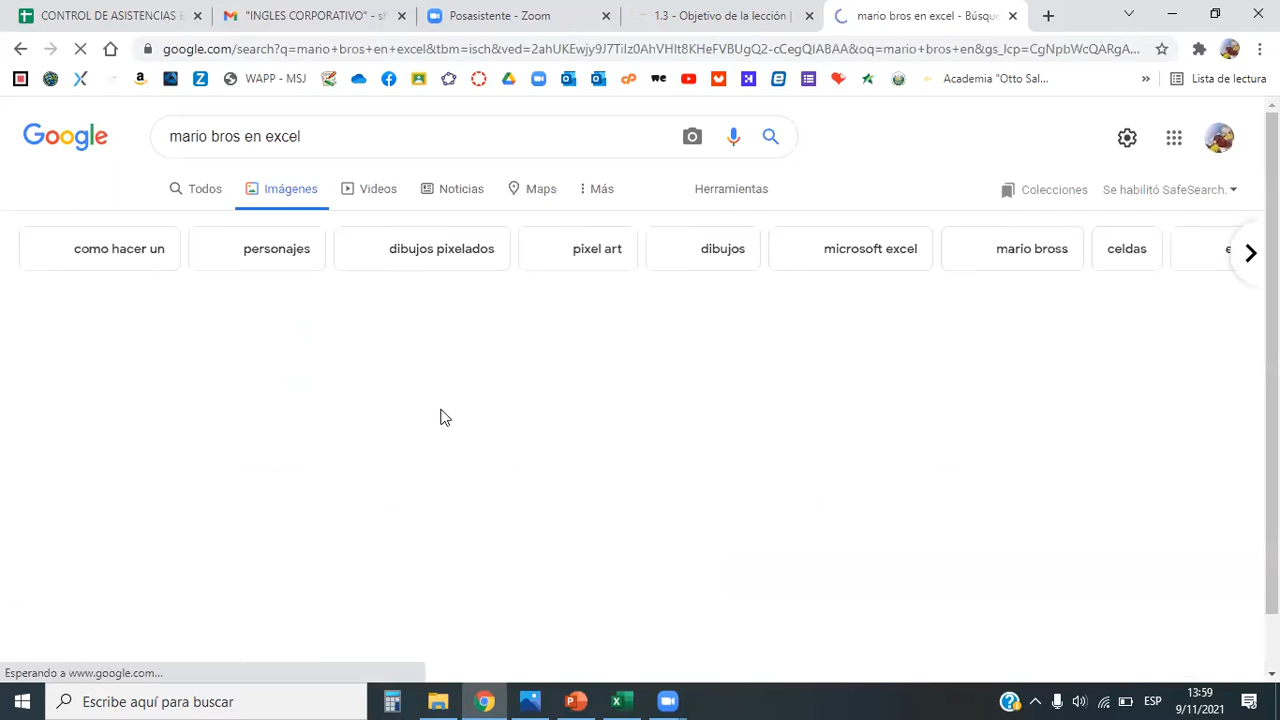 CONTROL DE ASISTENCIAS E
"INGLES CORPORATIVO" - sh
Posasistente - Zoom
1.3 - Objetivo de la lección |
mario bros en excel - Búsque
google.com/search?q=mario+bros+en+excel&tbm=isch&ved=2ahUKEwjy9J7Tilz0AhVHlt8KHeFVBUgQ2-cCegQIABAA&oq=mario+bros+en&gs_lcp=CgNpbWcQARgA...
WAPP - MSJ
we
Academia "Otto Sal...
»
Lista de lectura
Google
mario bros en excel
Todos
Imágenes
Videos
Noticias
Maps
Más
Herramientas
Colecciones
Se habilitó SafeSearch.
como hacer un
personajes
dibujos pixelados
pixel art
dibujos
microsoft excel
mario bross
celdas
e
Esperando a www.google.com...
Escribe aquí para buscar
ESP
13:59
9/11/2021